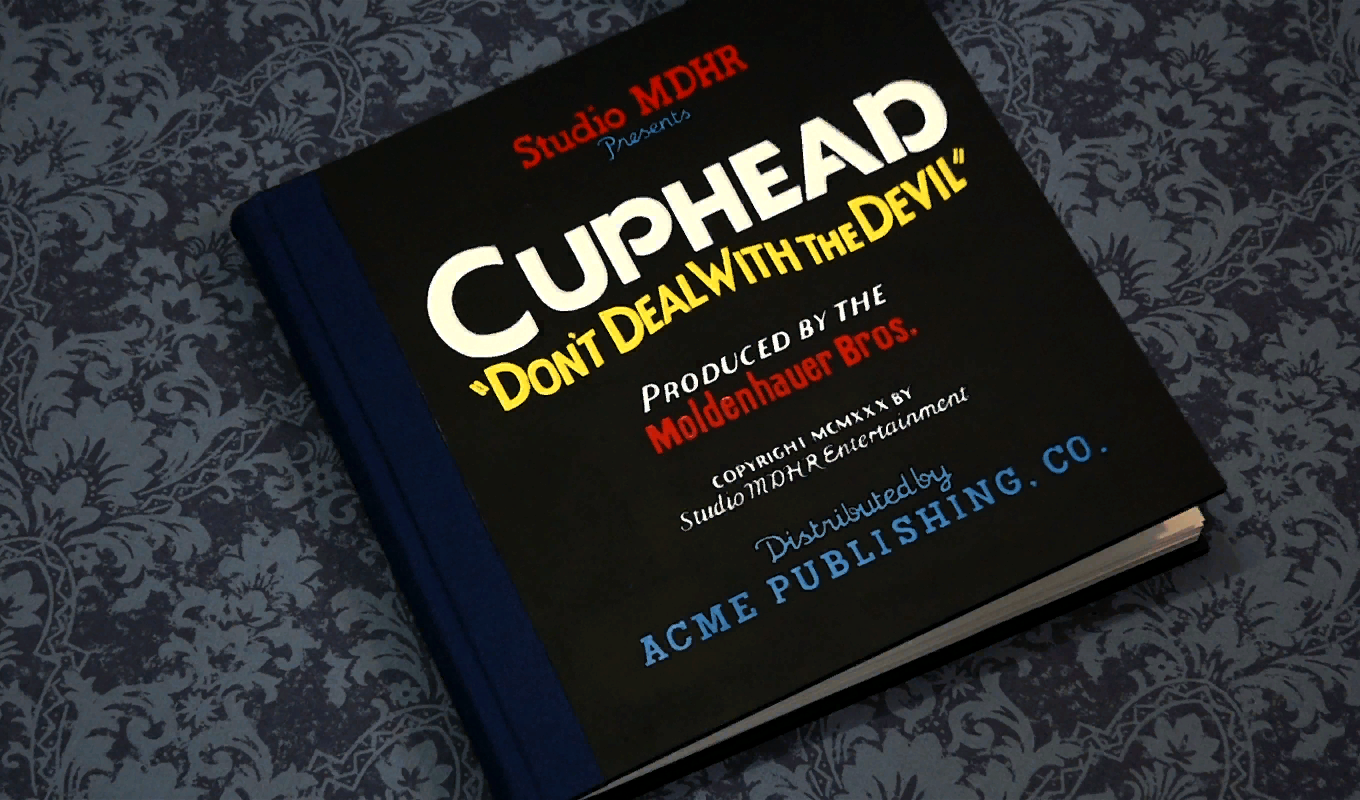 Studio MDHR
Presents
CUPHEAD
"DON'T DEAL WITH THE DEVIL"
PRODUCED BY THE
Moldenhauer Bros.
COPYRIGHT MCMXXX BY
Studio MDHR Entertainment
Distributed by
ACME PUBLISHING, CO.